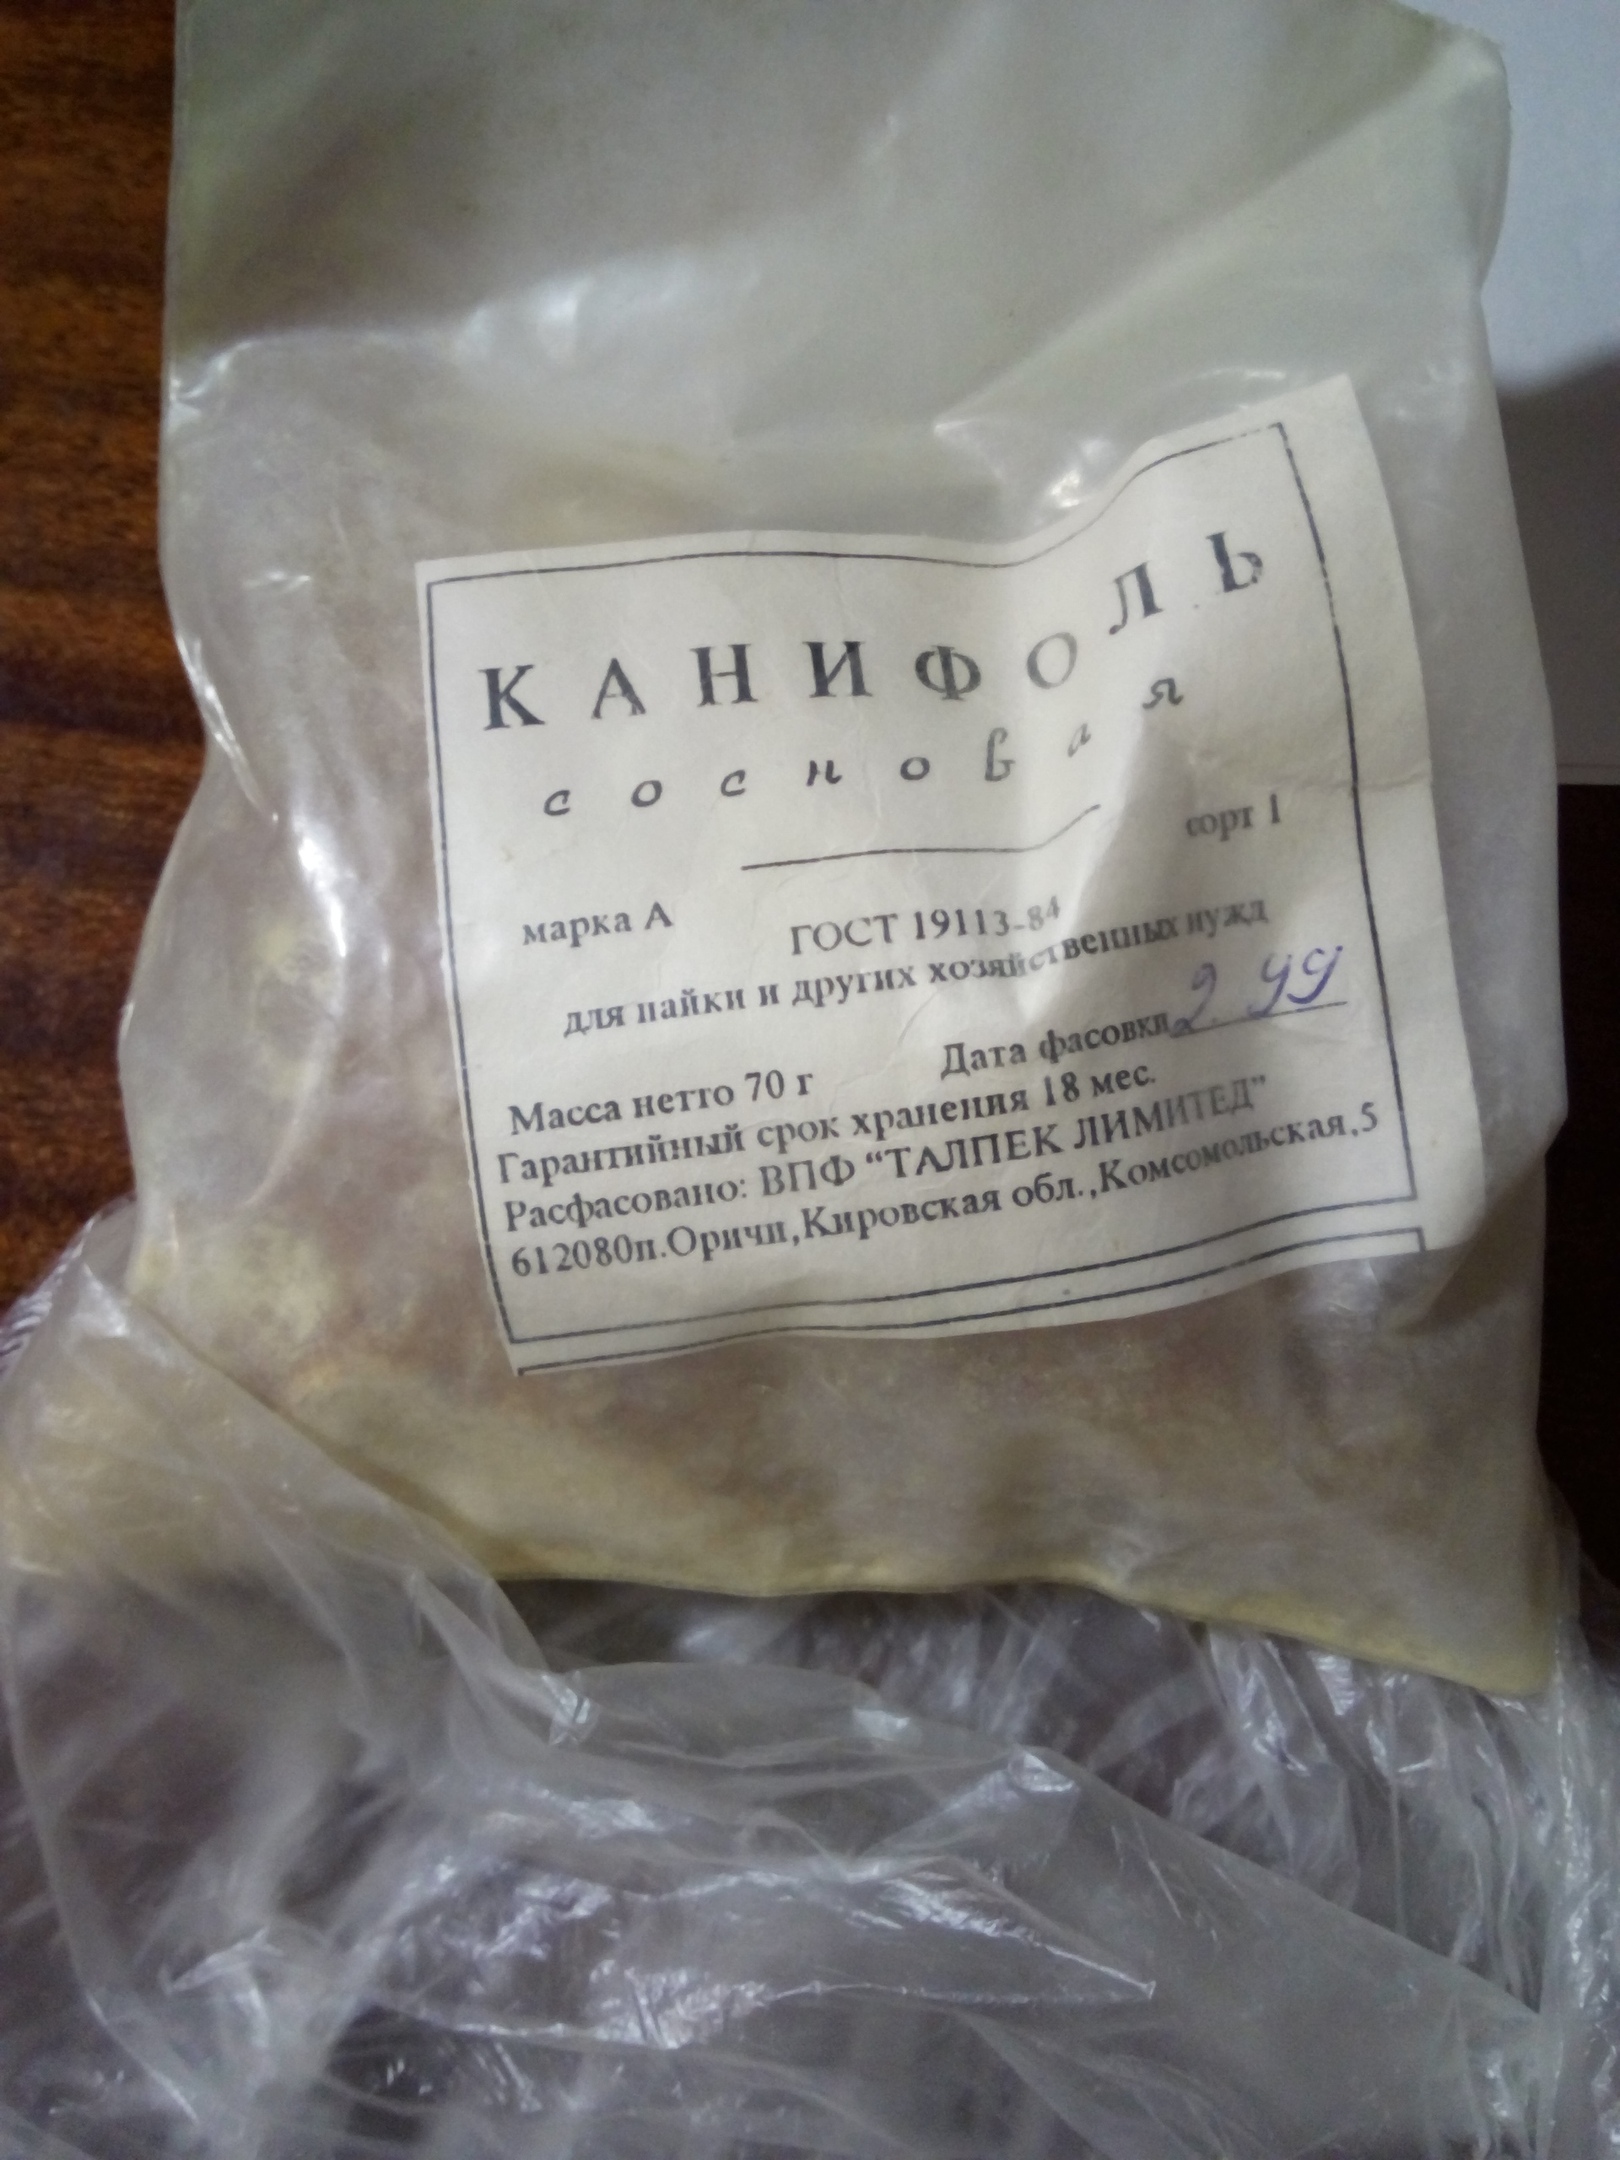 КАНИФОЛЬ
сосновая
марка А сорт 1
ГОСТ 19113-84
для пайки и других хозяйственных нужд
Масса нетто 70 г Дата фасовки 2.99
Гарантийный срок хранения 18 мес.
Расфасовано: ВПФ “ТАЛПЕК ЛИМИТЕД”
612080п.Оричи,Кировская обл.,Комсомольская,5